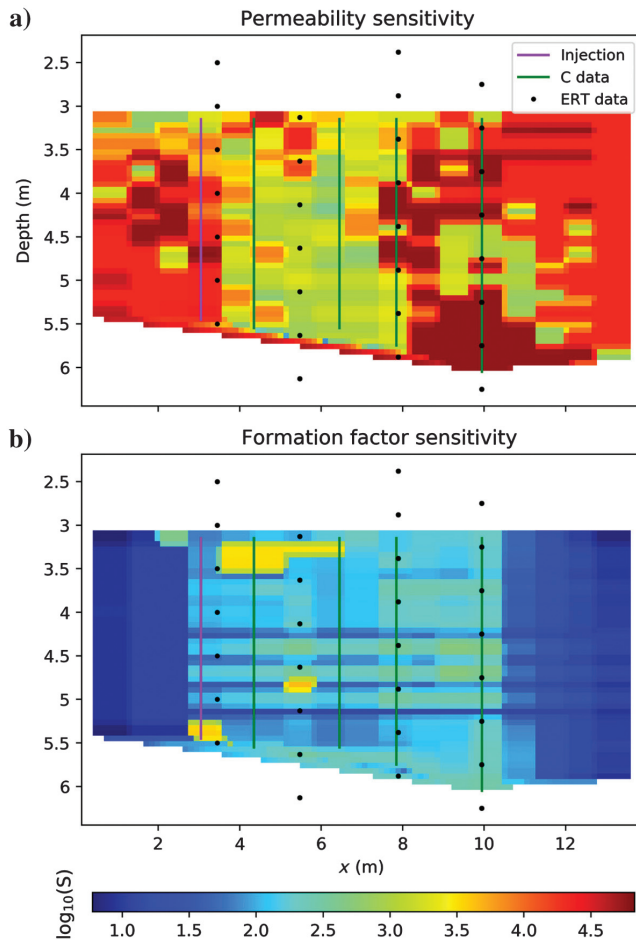 a)
Permeability sensitivity
Injection
C data
ERT data
2.5
3
3.5
4
4.5
5
5.5
6
Depth (m)
b)
Formation factor sensitivity
2.5
3
3.5
4
4.5
5
5.5
6
2 4 6 8 10 12
x (m)
log10(S)
1.0 1.5 2.0 2.5 3.0 3.5 4.0 4.5